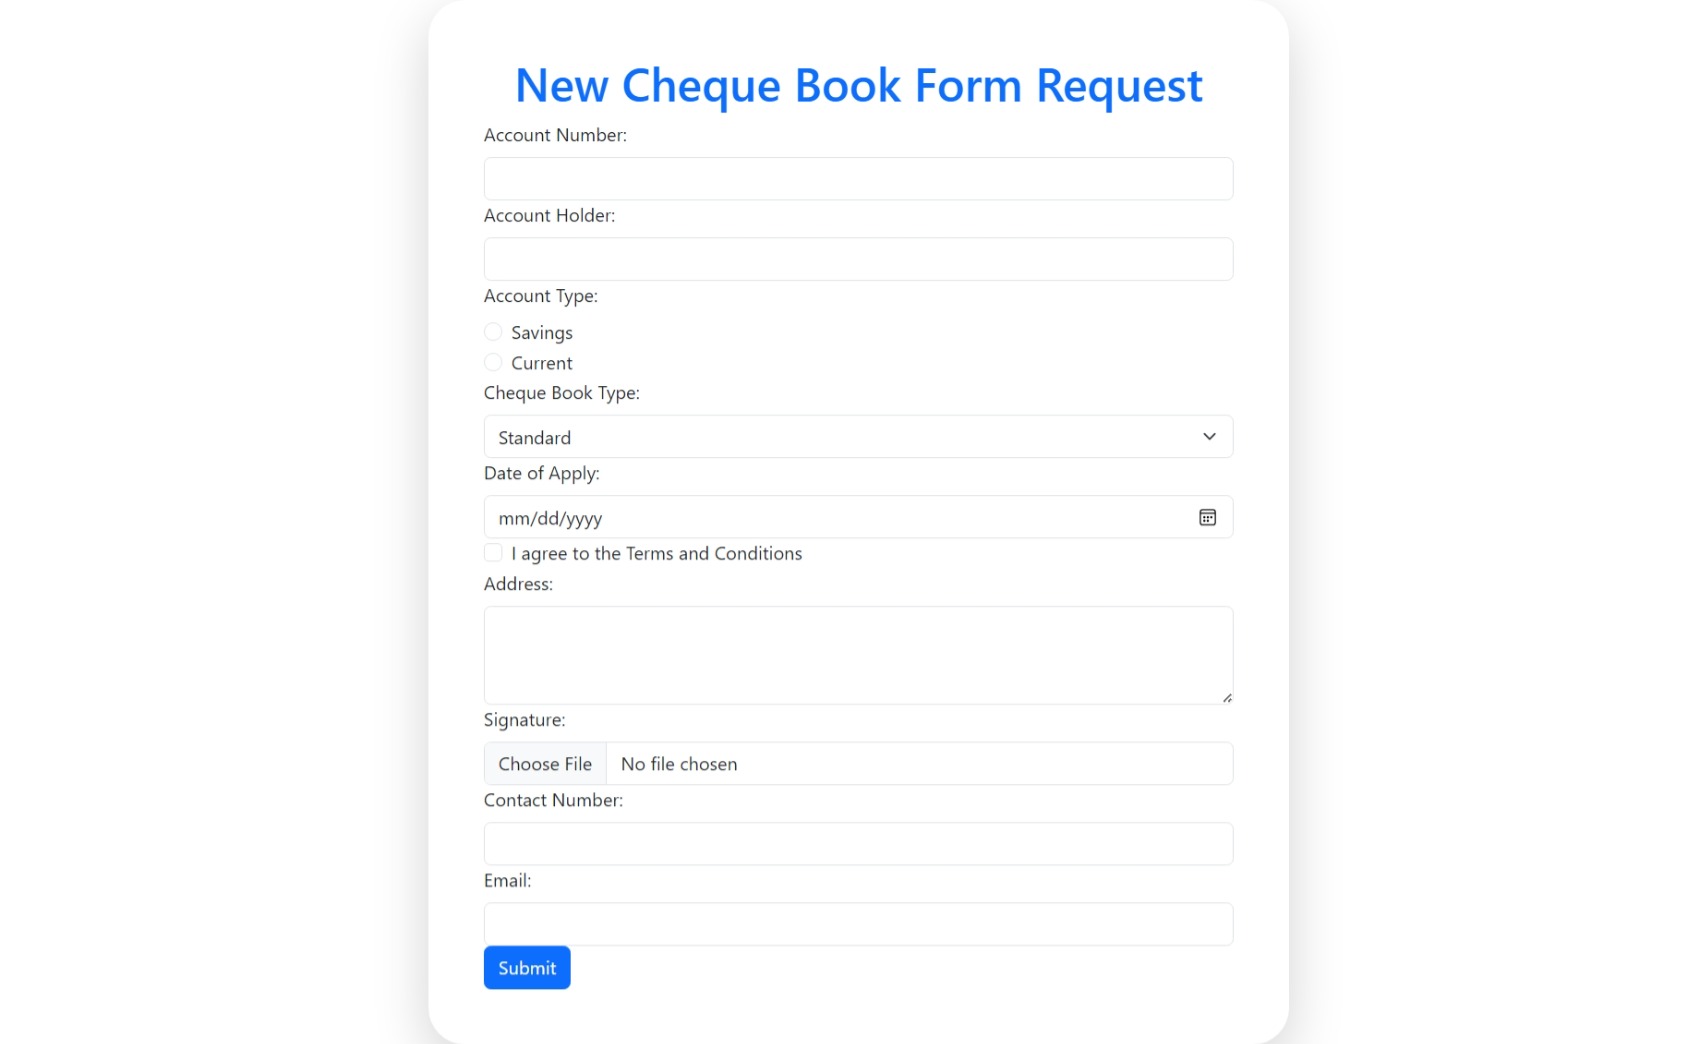 New Cheque Book Form Request
Account Number:
Account Holder:
Account Type:
Savings
Current
Cheque Book Type:
Standard
Date of Apply:
mm/dd/yyyy
I agree to the Terms and Conditions
Address:
Signature:
Choose File No file chosen
Contact Number:
Email:
Submit